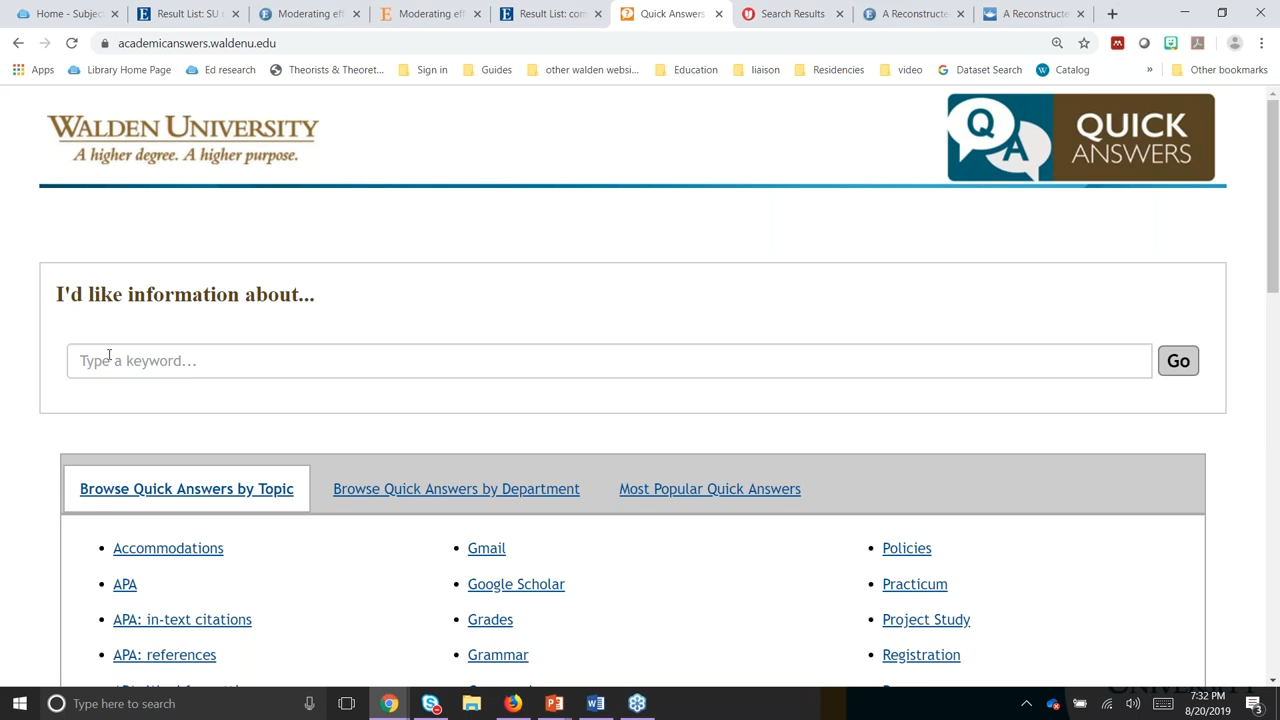 Home - Subject
Result List: SU
Moderating eff
Moderating eff
Result List: com
Quick Answers
Search Results
A Reconstructe
A Reconstructe
academicanswers.waldenu.edu
Apps
Library Home Page
Ed research
Theorists & Theoret...
Sign in
Guides
other walden websi...
Education
liaison
Residencies
video
Dataset Search
Catalog
»
Other bookmarks
WALDEN UNIVERSITY
A higher degree. A higher purpose.
Q
A
QUICK
ANSWERS
I'd like information about...
Type a keyword...
Go
Browse Quick Answers by Topic
Browse Quick Answers by Department
Most Popular Quick Answers
• Accommodations
• APA
• APA: in-text citations
• APA: references
• Gmail
• Google Scholar
• Grades
• Grammar
• Policies
• Practicum
• Project Study
• Registration
Type here to search
7:32 PM
8/20/2019
3